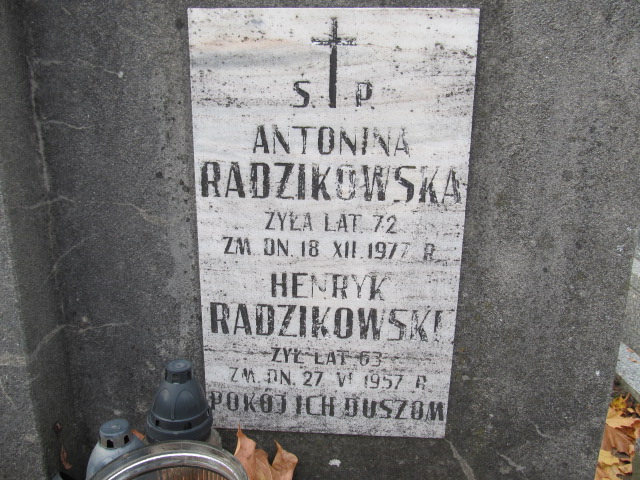 Ś. P.
ANTONINA
RADZIKOWSKA
ŻYŁA LAT 72
ZM. DN. 18 XII. 1977 R.
HENRYK
RADZIKOWSKI
ŻYŁ LAT 63
ZM. DN. 27 VI 1957 R.
POKÓJ ICH DUSZOM